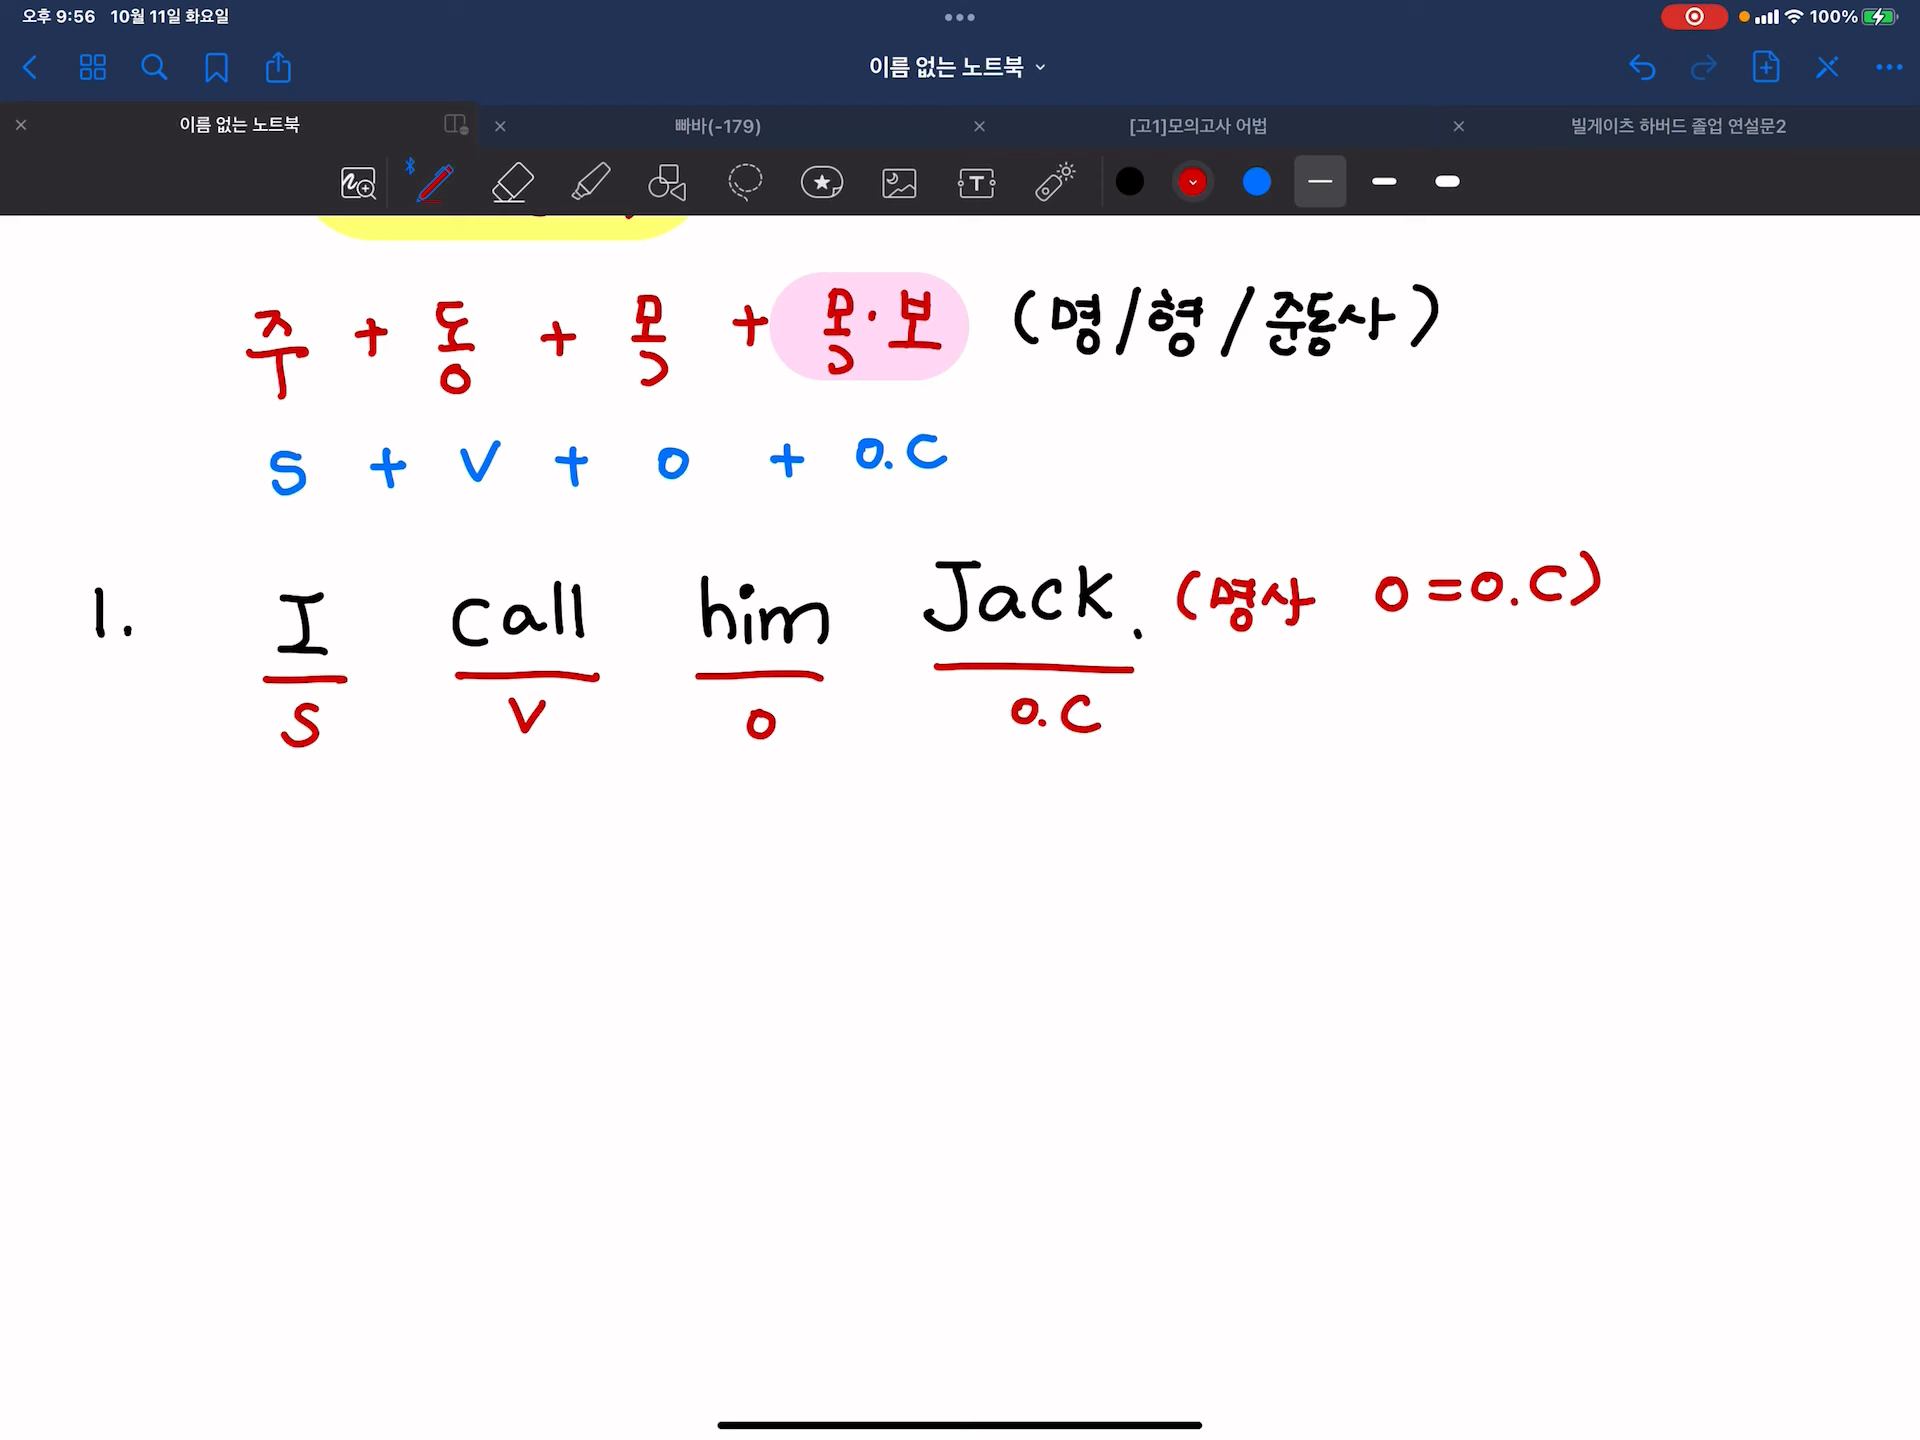 오후 9:56 10월 11일 화요일 100%
이름 없는 노트북
이름 없는 노트북 빠바(-179) [고1]모의고사 어법 빌게이츠 하버드 졸업 연설문2
주 + 동 + 목 + 목·보 (명/형/준동사)
S + V + O + O.C
1. I call him Jack. (명사 O=O.C)
S V O O.C